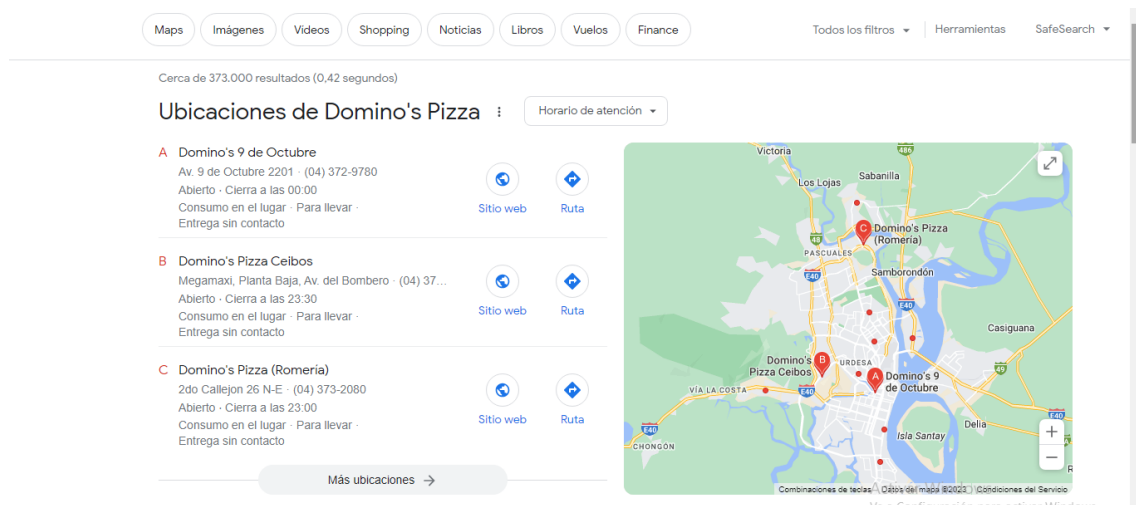 Maps
Imágenes
Videos
Shopping
Noticias
Libros
Vuelos
Finance
Todos los filtros
Herramientas
SafeSearch
Cerca de 373.000 resultados (0,42 segundos)
Ubicaciones de Domino's Pizza
Horario de atención
A Domino's 9 de Octubre
Av. 9 de Octubre 2201 · (04) 372-9780
Abierto · Cierra a las 00:00
Consumo en el lugar · Para llevar ·
Entrega sin contacto
Sitio web
Ruta
B Domino's Pizza Ceibos
Megamaxi, Planta Baja, Av. del Bombero · (04) 37...
Abierto · Cierra a las 23:30
Consumo en el lugar · Para llevar ·
Entrega sin contacto
Sitio web
Ruta
C Domino's Pizza (Romeria)
2do Callejon 26 N-E · (04) 373-2080
Abierto · Cierra a las 23:00
Consumo en el lugar · Para llevar ·
Entrega sin contacto
Sitio web
Ruta
Más ubicaciones →
Victoria
486
Los Lojas
Sabanilla
C
Domino's Pizza
(Romeria)
48
PASCUALES
E40
Samborondón
E40
Casiguana
Domino's
Pizza Ceibos
B
URDESA
A
Domino's 9
de Octubre
49
VÍA LA COSTA
E40
E40
CHONGÓN
Isla Santay
Delia
E40
+
−
Combinaciones de teclas
Datos del mapa ©2023
Condiciones del Servicio